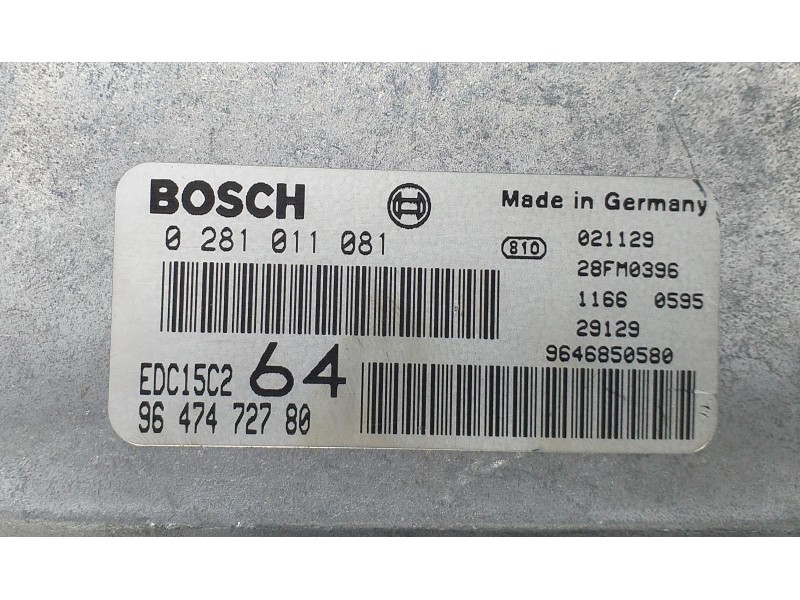 BOSCH
Made in Germany
0 281 011 081
810
021129
28FM0396
1166 0595
29129
9646850580
EDC15C2 64
96 474 727 80